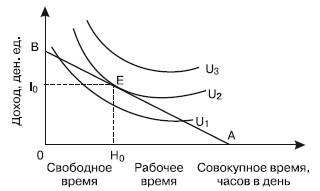 Доход, ден. ед.
B
U₃
E
I₀
U₂
U₁
A
0
H₀
Свободное время
Рабочее время
Совокупное время, часов в день